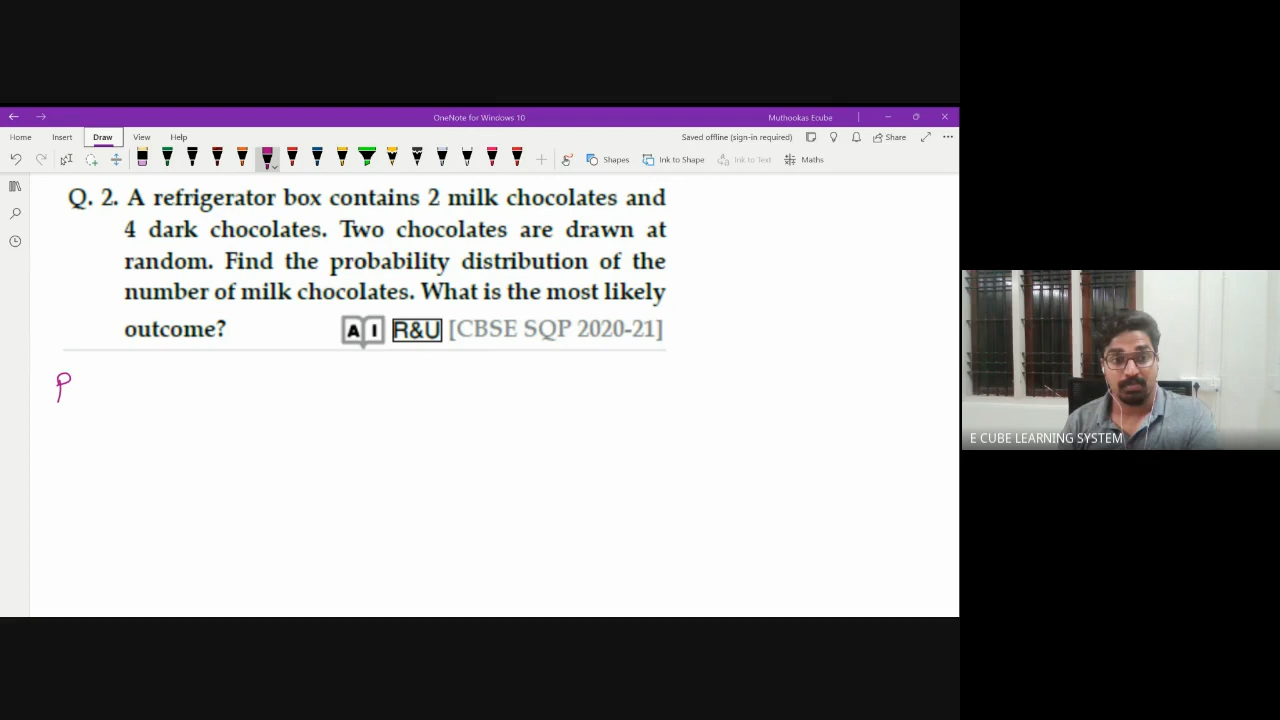 OneNote for Windows 10
Muthookas Ecube
Home Insert Draw View Help
Saved offline (sign-in required)
Share
Shapes
Ink to Shape
Ink to Text
Maths
Q. 2. A refrigerator box contains 2 milk chocolates and
4 dark chocolates. Two chocolates are drawn at
random. Find the probability distribution of the
number of milk chocolates. What is the most likely
outcome? AI R&U [CBSE SQP 2020-21]
P
E CUBE LEARNING SYSTEM